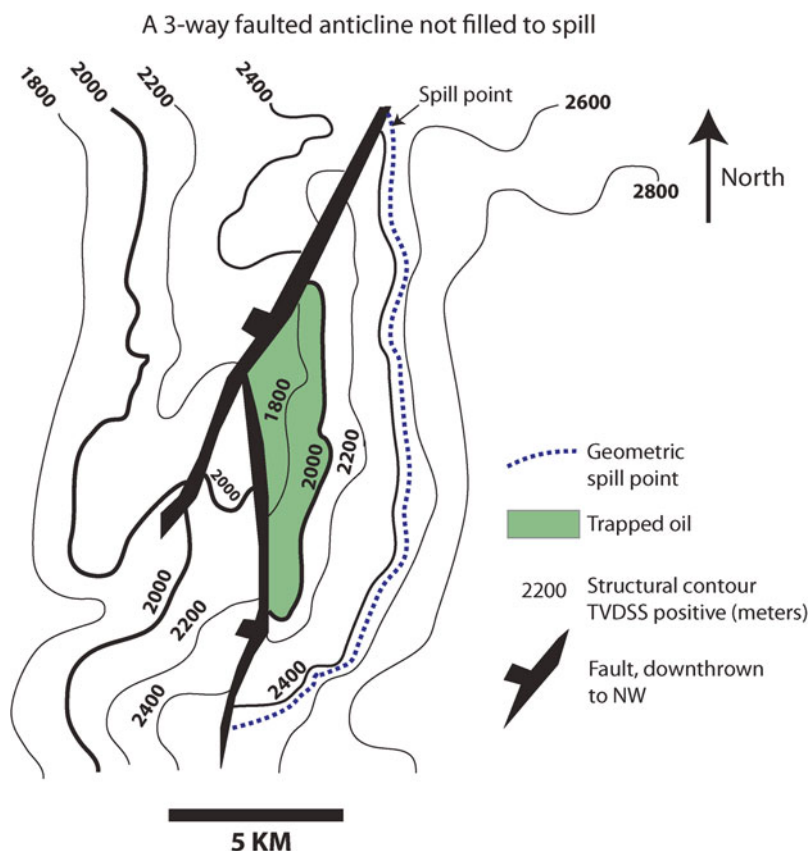 A 3-way faulted anticline not filled to spill
1800
2000
2200
2400
Spill point
2600
2800
North
1800
2000
2200
2000
2000
2200
2400
2400
Geometric
spill point
Trapped oil
2200
Structural contour
TVDSS positive (meters)
Fault, downthrown
to NW
5 KM